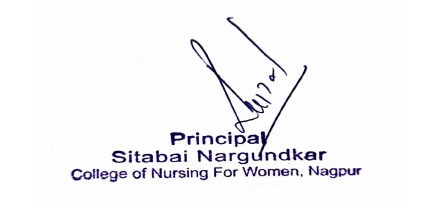 Principal
Sitabai Nargundkar
College of Nursing For Women, Nagpur